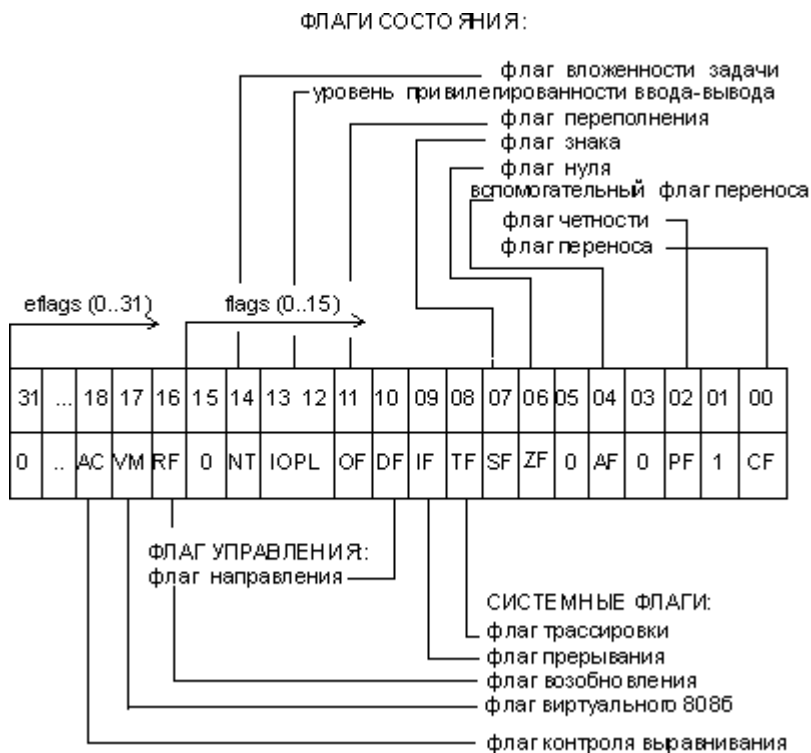 ФЛАГИ СОСТОЯНИЯ:
флаг вложенности задачи
уровень привилегированности ввода-вывода
флаг переполнения
флаг знака
флаг нуля
вспомогательный флаг переноса
флаг четности
флаг переноса
eflags (0..31)
flags (0..15)
31 ... 18 17 16 15 14 13 12 11 10 09 08 07 06 05 04 03 02 01 00
0 .. AC VM RF 0 NT IOPL OF DF IF TF SF ZF 0 AF 0 PF 1 CF
ФЛАГ УПРАВЛЕНИЯ:
флаг направления
СИСТЕМНЫЕ ФЛАГИ:
флаг трассировки
флаг прерывания
флаг возобновления
флаг виртуального 8086
флаг контроля выравнивания